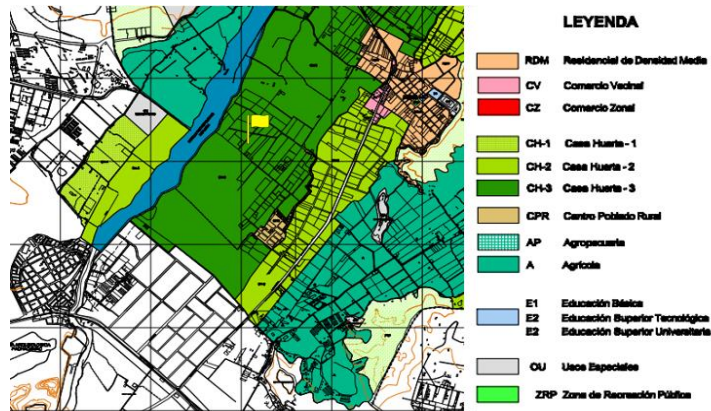 LEYENDA
RDM Residencial de Densidad Media
CV Comercio Vecinal
CZ Comercio Zonal
CH-1 Casa Huerta - 1
CH-2 Casa Huerta - 2
CH-3 Casa Huerta - 3
CPR Centro Poblado Rural
AP Agropecuario
A Agrícola
E1 Educación Básica
E2 Educación Superior Tecnológica
E2 Educación Superior Universitaria
OU Usos Especiales
ZRP Zona de Recreación Pública